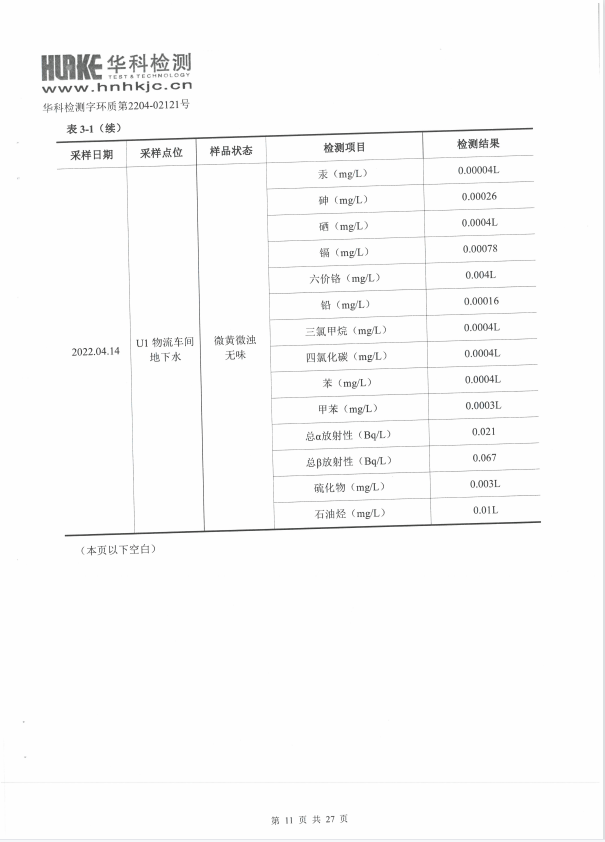 HUAKE 华科检测
TEST & TECHNOLOGY
www.hnhkjc.cn
华科检测字环质第2204-02121号
表 3-1（续）
采样日期 采样点位 样品状态 检测项目 检测结果
汞（mg/L） 0.00004L
砷（mg/L） 0.00026
硒（mg/L） 0.0004L
镉（mg/L） 0.00078
六价铬（mg/L） 0.004L
铅（mg/L） 0.00016
三氯甲烷（mg/L） 0.0004L
2022.04.14 U1 物流车间 微黄微浊
地下水 无味
四氯化碳（mg/L） 0.0004L
苯（mg/L） 0.0004L
甲苯（mg/L） 0.0003L
总α放射性（Bq/L） 0.021
总β放射性（Bq/L） 0.067
硫化物（mg/L） 0.003L
石油烃（mg/L） 0.01L
（本页以下空白）
第 11 页 共 27 页